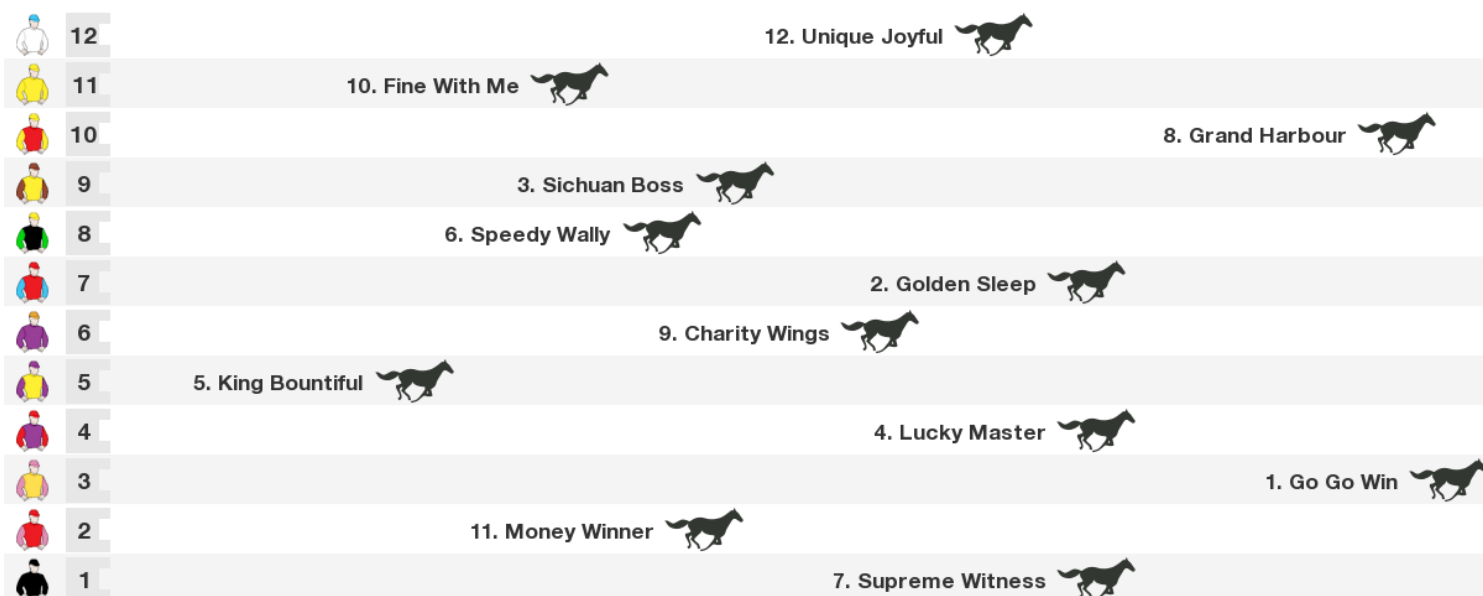 12 12. Unique Joyful
11 10. Fine With Me
10 8. Grand Harbour
9 3. Sichuan Boss
8 6. Speedy Wally
7 2. Golden Sleep
6 9. Charity Wings
5 5. King Bountiful
4 4. Lucky Master
3 1. Go Go Win
2 11. Money Winner
1 7. Supreme Witness